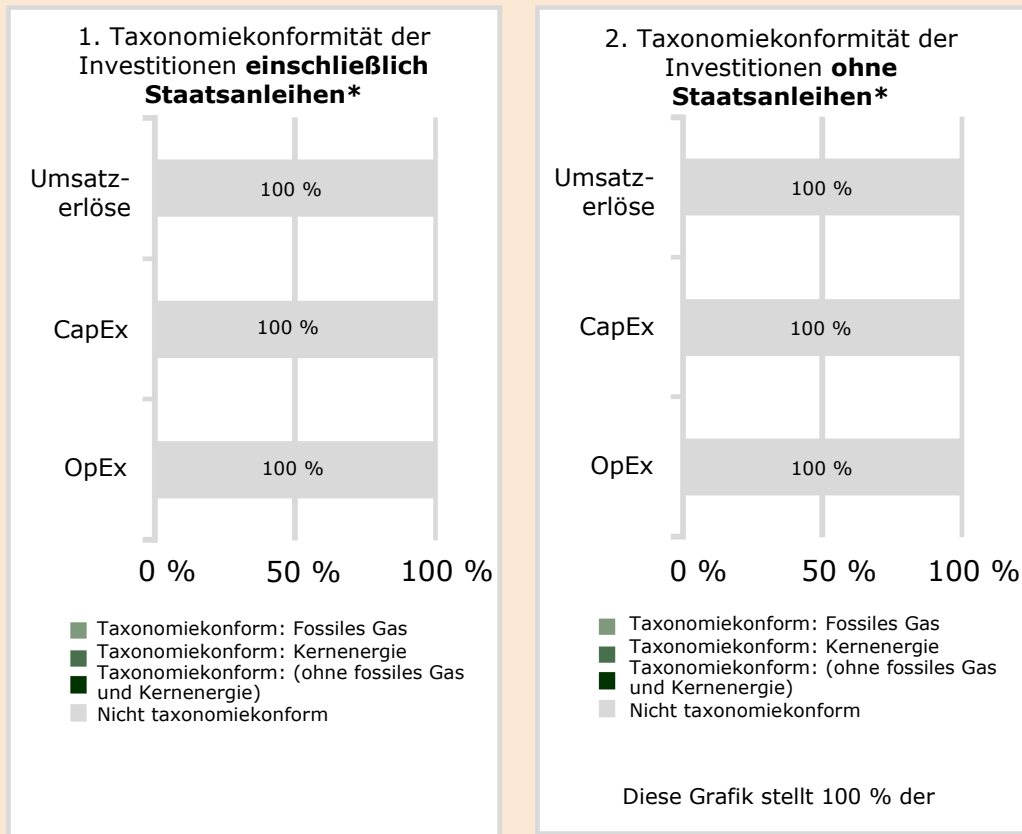 1. Taxonomiekonformität der
Investitionen einschließlich
Staatsanleihen*
Umsatz-
erlöse
100 %
CapEx
100 %
OpEx
100 %
0 % 50 % 100 %
Taxonomiekonform: Fossiles Gas
Taxonomiekonform: Kernenergie
Taxonomiekonform: (ohne fossiles Gas
und Kernenergie)
Nicht taxonomiekonform
2. Taxonomiekonformität der
Investitionen ohne
Staatsanleihen*
Umsatz-
erlöse
100 %
CapEx
100 %
OpEx
100 %
0 % 50 % 100 %
Taxonomiekonform: Fossiles Gas
Taxonomiekonform: Kernenergie
Taxonomiekonform: (ohne fossiles Gas
und Kernenergie)
Nicht taxonomiekonform
Diese Grafik stellt 100 % der